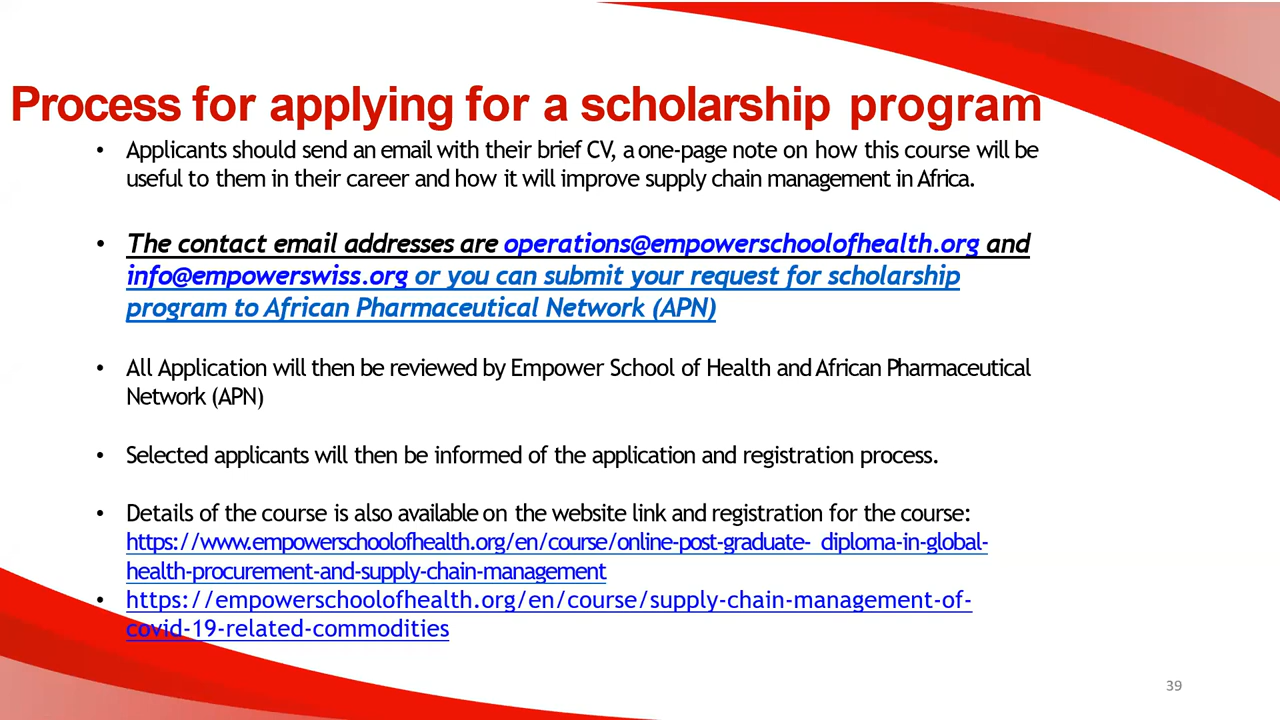 Process for applying for a scholarship program
• Applicants should send an email with their brief CV, a one-page note on how this course will be
useful to them in their career and how it will improve supply chain management in Africa.
• The contact email addresses are operations@empowerschoolofhealth.org and
info@empowerswiss.org or you can submit your request for scholarship
program to African Pharmaceutical Network (APN)
• All Application will then be reviewed by Empower School of Health and African Pharmaceutical
Network (APN)
• Selected applicants will then be informed of the application and registration process.
• Details of the course is also available on the website link and registration for the course:
https://www.empowerschoolofhealth.org/en/course/online-post-graduate- diploma-in-global-
health-procurement-and-supply-chain-management
• https://empowerschoolofhealth.org/en/course/supply-chain-management-of-
covid-19-related-commodities
39